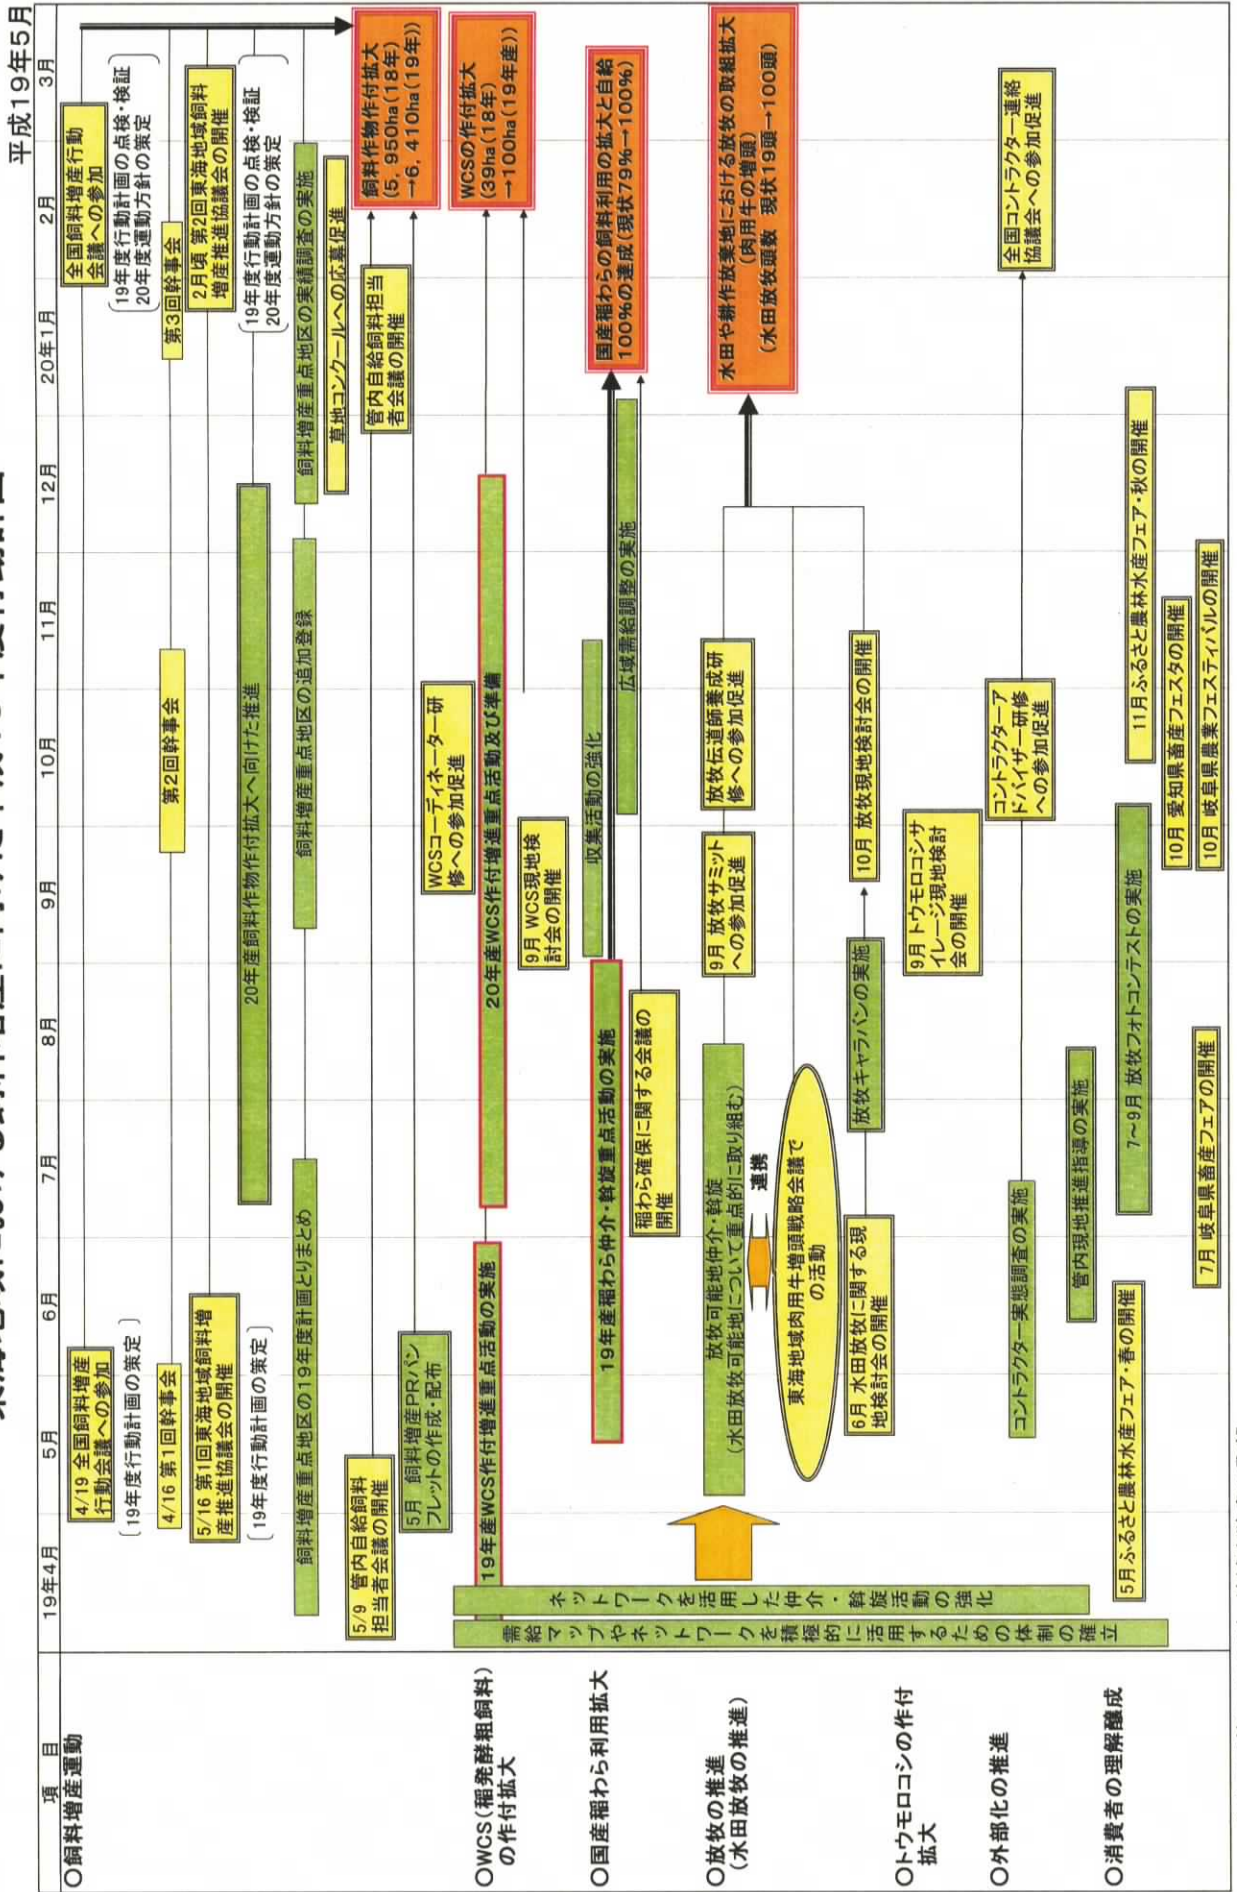 平成19年5月
項　目
19年4月
5月
6月
7月
8月
9月
10月
11月
12月
20年1月
2月
3月
○飼料増産運動
4/19 全国飼料増産
行動会議への参加
全国飼料増産行動
会議への参加
(19年度行動計画の策定)
19年度行動計画の点検・検証
20年度運動方針の策定
4/16 第1回幹事会
第2回幹事会
第3回幹事会
5/16 第1回東海地域飼料増
産推進協議会の開催
2月頃 第2回東海地域飼料
増産推進協議会の開催
(19年度行動計画の策定)
20年産飼料作物作付拡大へ向けた推進
19年度行動計画の点検・検証
20年度運動方針の策定
飼料増産重点地区の19年度計画とりまとめ
飼料増産重点地区の追加登録
飼料増産重点地区の実績調査の実施
草地コンクールへの応募促進
5/9　管内自給飼料
担当者会議の開催
管内自給飼料担当
者会議の開催
飼料作物作付拡大
(5,950ha(18年)
→6,410ha(19年))
5月　飼料増産PRパン
フレットの作成・配布
○WCS(稲発酵粗飼料)
の作付拡大
WCSコーディネーター研
修への参加促進
19年産WCS作付増進重点活動の実施
20年産WCS作付増進重点活動及び準備
WCSの作付拡大
(39ha(18年)
→100ha(19年産))
9月 WCS現地検
討会の開催
○国産稲わら利用拡大
収集活動の強化
19年産稲わら仲介・斡旋重点活動の実施
広域需給調整の実施
国産稲わらの飼料利用の拡大と自給
100%の達成(現状79%→100%)
稲わら確保に関する会議の
開催
○放牧の推進
(水田放牧の推進)
放牧可能地仲介・斡旋
(水田放牧可能地について重点的に取り組む)
9月 放牧サミット
への参加促進
放牧伝道師養成研
修への参加促進
水田や耕作放棄地における放牧の取組拡大
(肉用牛の増頭)
(水田放牧頭数　現状19頭→100頭)
連携
東海地域肉用牛増頭戦略会議で
の活動
6月 水田放牧に関する現
地検討会の開催
放牧キャラバンの実施
10月 放牧現地検討会の開催
○トウモロコシの作付
拡大
9月 トウモロコシサ
イレージ現地検討
会の開催
○外部化の推進
コントラクター実態調査の実施
コントラクターア
ドバイザー研修
への参加促進
全国コントラクター連絡
協議会への参加促進
管内現地推進指導の実施
○消費者の理解醸成
5月ふるさと農林水産フェア・春の開催
7～9月 放牧フォトコンテストの実施
11月ふるさと農林水産フェア・秋の開催
10月 愛知県畜産フェスタの開催
7月 岐阜県畜産フェアの開催
10月 岐阜県農業フェスティバルの開催
ネットワークを活用した仲介・斡旋活動の強化
需給マップやネットワークを積極的に活用するための体制の確立